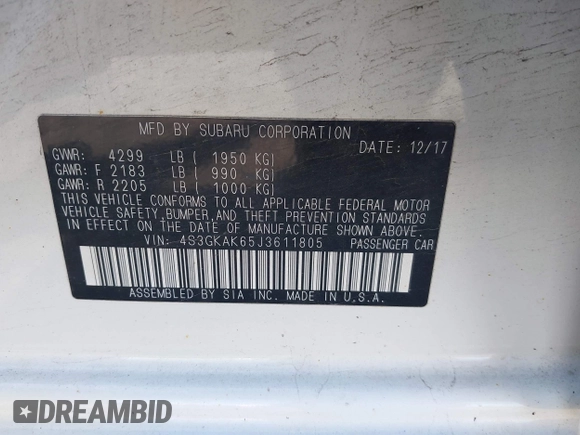 MFD BY SUBARU CORPORATION
GVWR: 4299 LB ( 1950 KG) DATE: 12/17
GAWR: F 2183 LB ( 990 KG)
GAWR: R 2205 LB ( 1000 KG)
THIS VEHICLE CONFORMS TO ALL APPLICABLE FEDERAL MOTOR
VEHICLE SAFETY, BUMPER, AND THEFT PREVENTION STANDARDS
IN EFFECT ON THE DATE OF MANUFACTURE SHOWN ABOVE.
VIN: 4S3GKAK65J3611805 PASSENGER CAR
ASSEMBLED BY SIA INC. MADE IN U.S.A.
DREAMBID